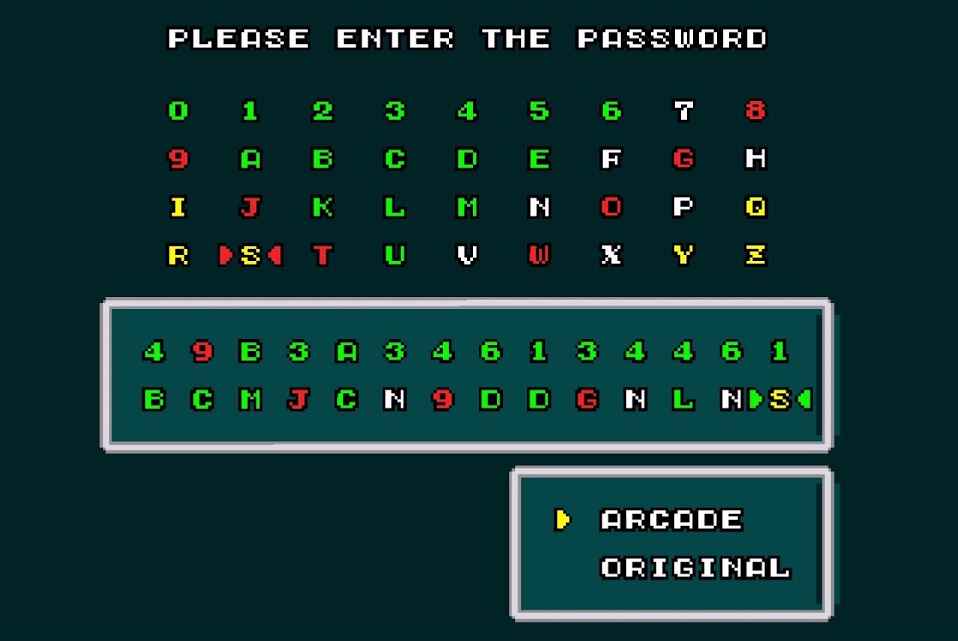 PLEASE ENTER THE PASSWORD
0 1 2 3 4 5 6 7 8
9 A B C D E F G H
I J K L M N O P Q
R S T U V W X Y Z
4 9 B 3 A 3 4 6 1 3 4 4 6 1
B C M J C N 9 D D G N L N S
ARCADE
ORIGINAL